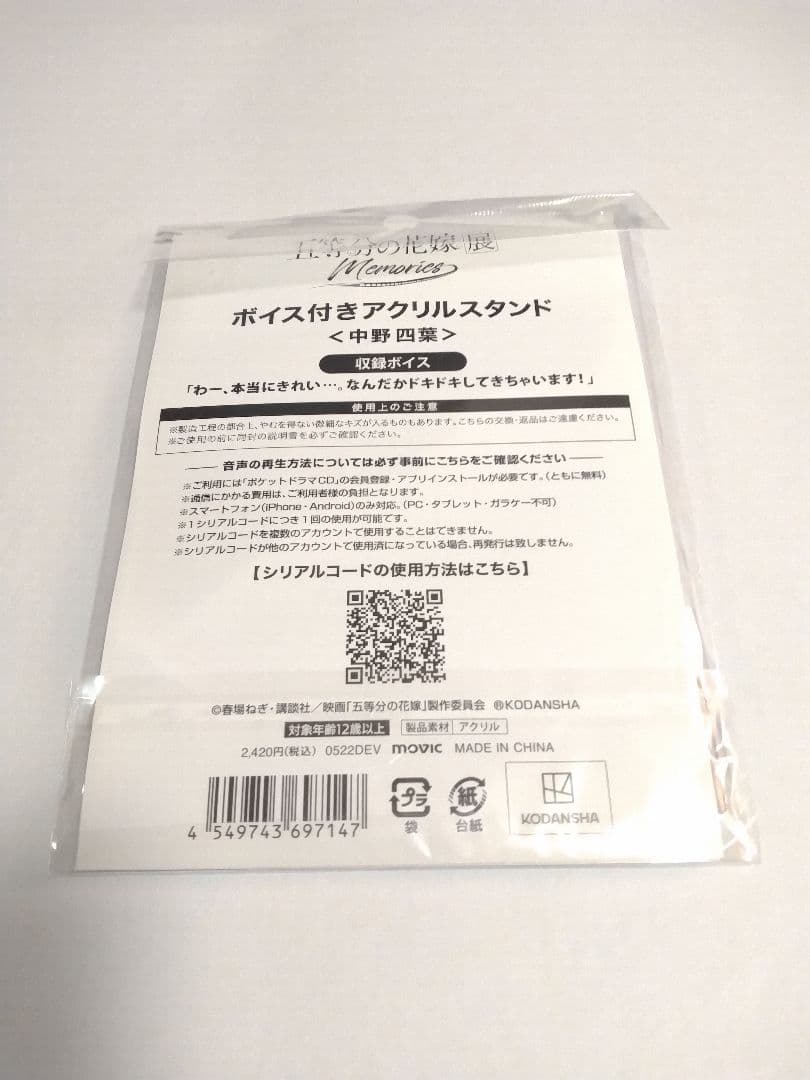 五等分の花嫁展
Memories
ボイス付きアクリルスタンド
<中野 四葉>
収録ボイス
「わー、本当にきれい…。なんだかドキドキしてきちゃいます!」
使用上のご注意
※製造工程の都合上、やむを得ない微細なキズが入るものもあります。こちらの交換・返品はご遠慮ください。
※ご使用の前に同封の説明書を必ずご確認ください。
音声の再生方法については必ず事前にこちらをご確認ください
※ご利用には「ポケットドラマCD」の会員登録・アプリインストールが必要です。(ともに無料)
※通信にかかる費用は、ご利用者様の負担となります。
※スマートフォン(iPhone・Android)のみ対応。(PC・タブレット・ガラケー不可)
※1シリアルコードにつき1回の使用が可能です。
※シリアルコードを複数のアカウントで使用することはできません。
※シリアルコードが他のアカウントで使用済になっている場合、再発行は致しません。
【シリアルコードの使用方法はこちら】
©春場ねぎ・講談社/映画「五等分の花嫁」製作委員会 ⓇKODANSHA
対象年齢12歳以上 製品素材 アクリル
2,420円(税込) 0522DEV movic MADE IN CHINA
4 549743 697147
プラ 袋
紙 台紙
KODANSHA